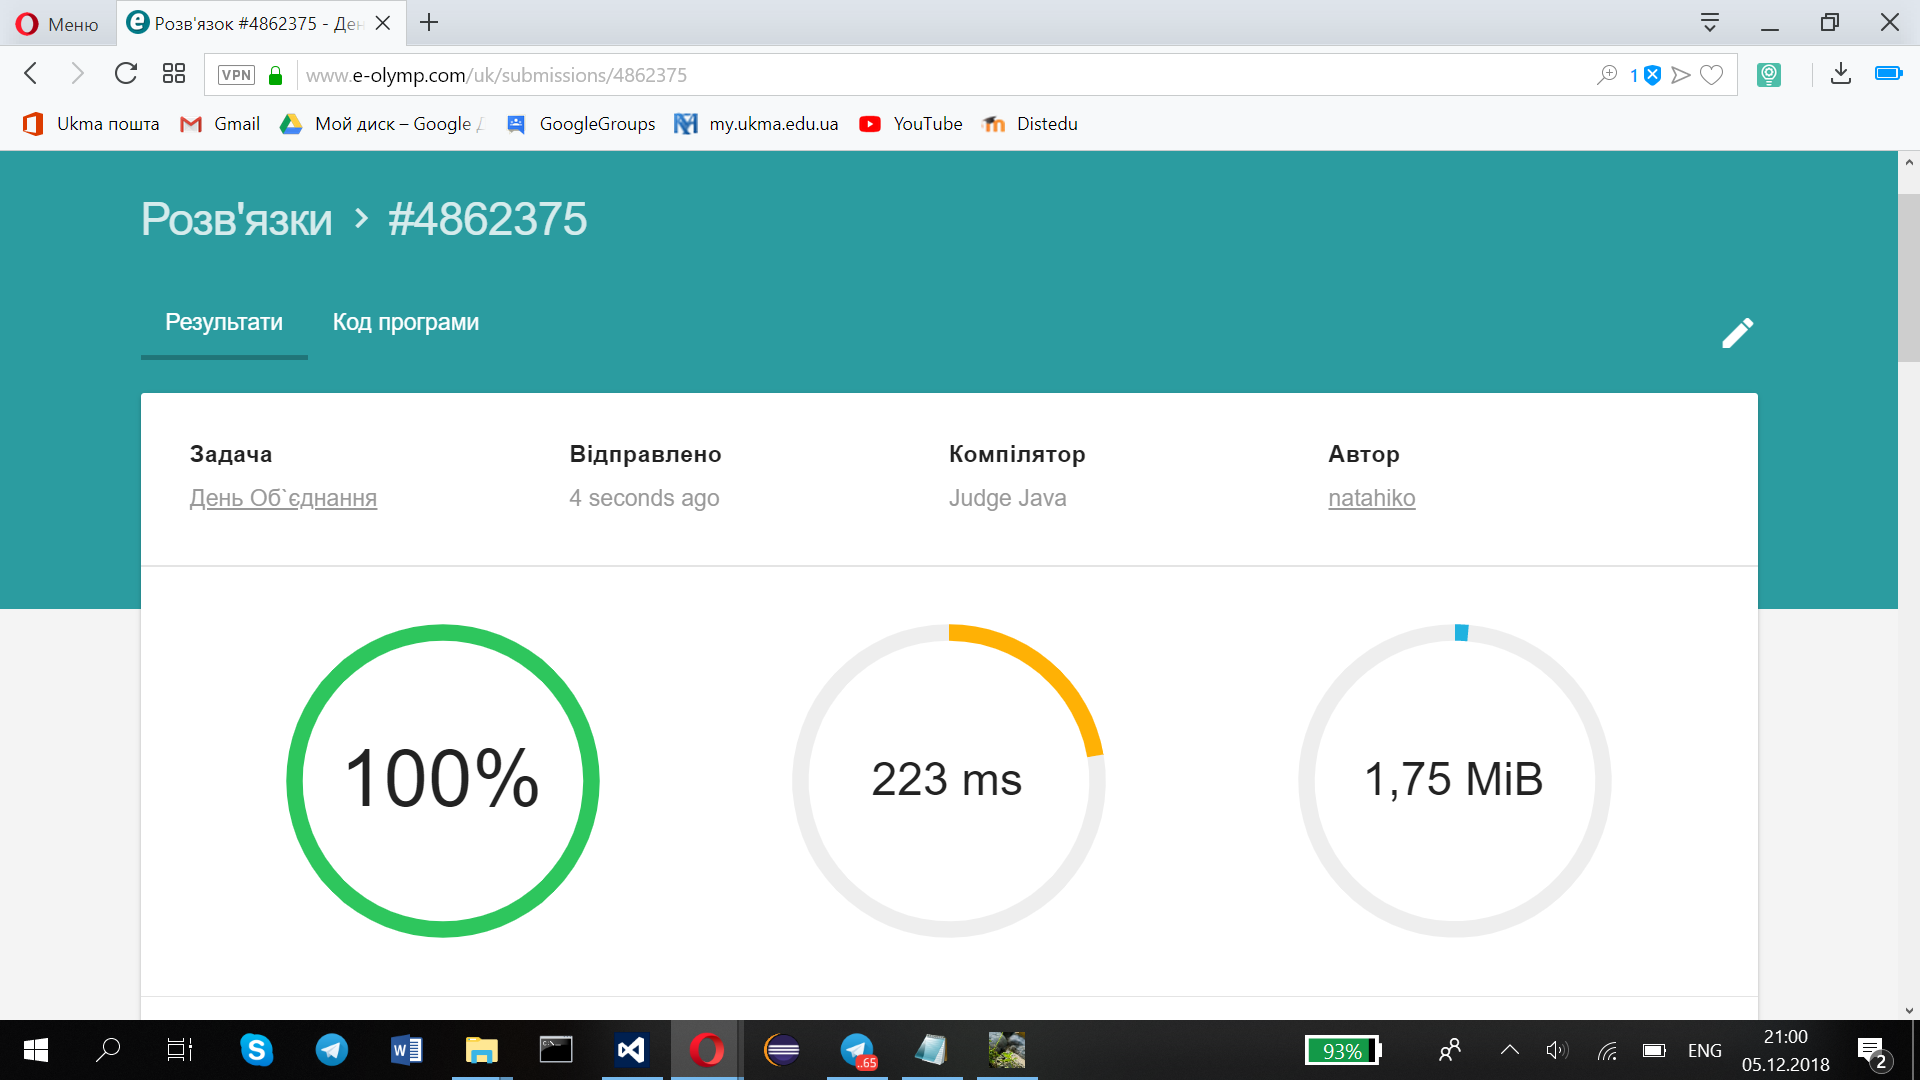 Меню
Розв'язок #4862375 - Ден
VPN
www.e-olymp.com/uk/submissions/4862375
1
Ukma пошта
Gmail
Мой диск – Google
GoogleGroups
my.ukma.edu.ua
YouTube
Distedu
Розв'язки › #4862375
Результати
Код програми
Задача
Відправлено
Компілятор
Автор
День Об`єднання
4 seconds ago
Judge Java
natahiko
100%
223 ms
1,75 MiB
..65
93%
ENG
21:00
05.12.2018
2